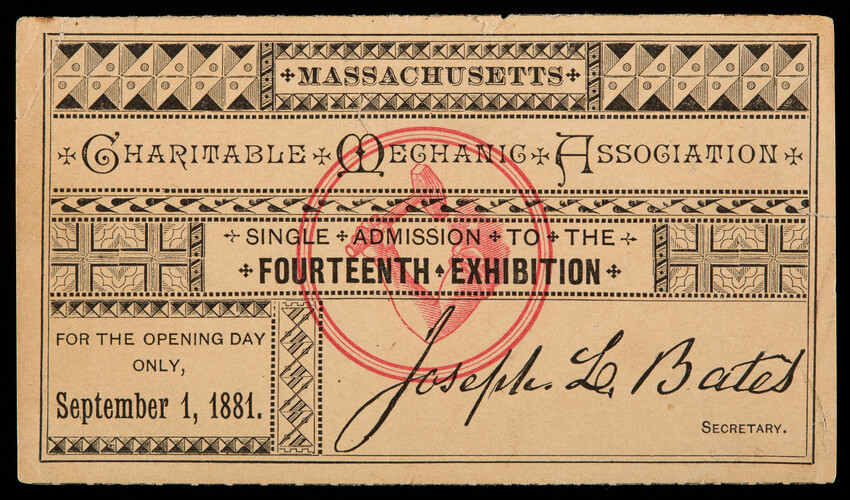 MASSACHUSETTS
CHARITABLE MECHANIC ASSOCIATION
SINGLE ADMISSION TO THE
FOURTEENTH EXHIBITION
FOR THE OPENING DAY
ONLY,
September 1, 1881.
Joseph L. Bates
SECRETARY.